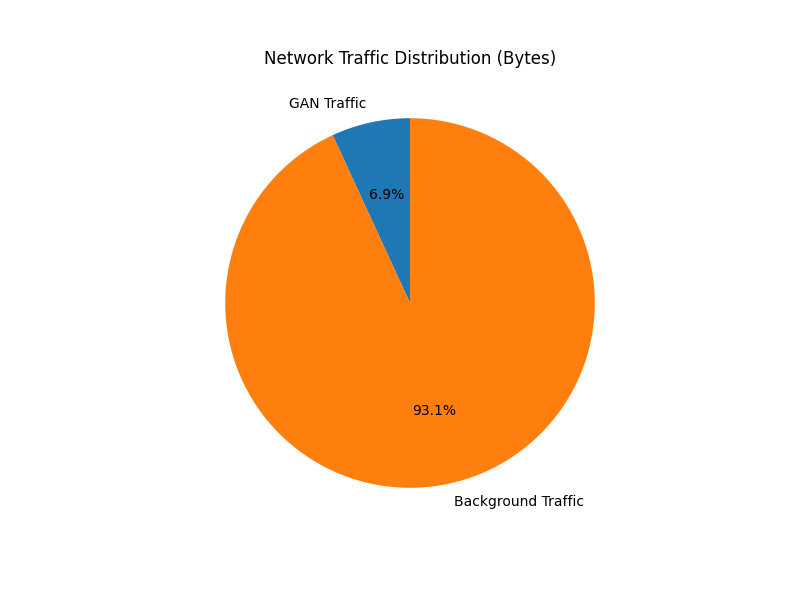 Network Traffic Distribution (Bytes)
GAN Traffic
6.9%
93.1%
Background Traffic